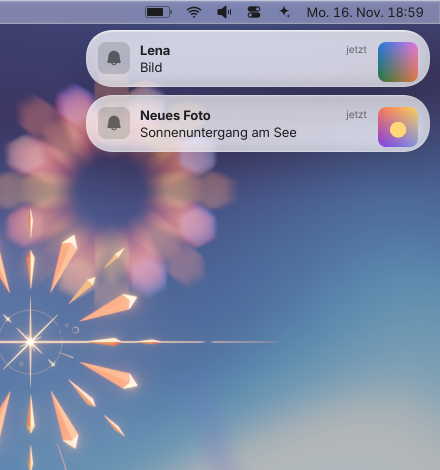 Mo. 16. Nov. 18:59
Lena
jetzt
Bild
Neues Foto
jetzt
Sonnenuntergang am See